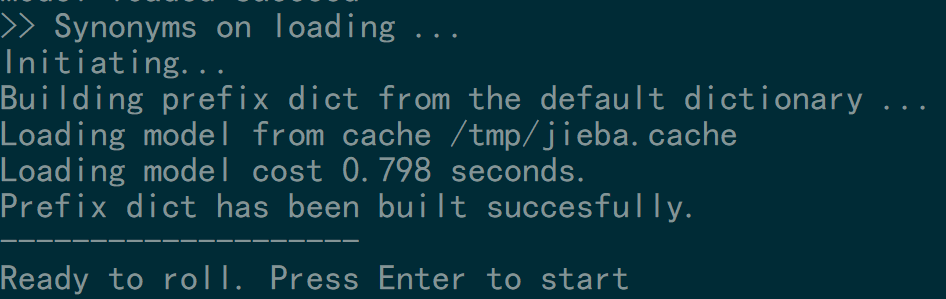 >> Synonyms on loading ...
Initiating...
Building prefix dict from the default dictionary ...
Loading model from cache /tmp/jieba.cache
Loading model cost 0.798 seconds.
Prefix dict has been built succesfully.
--------------------
Ready to roll. Press Enter to start